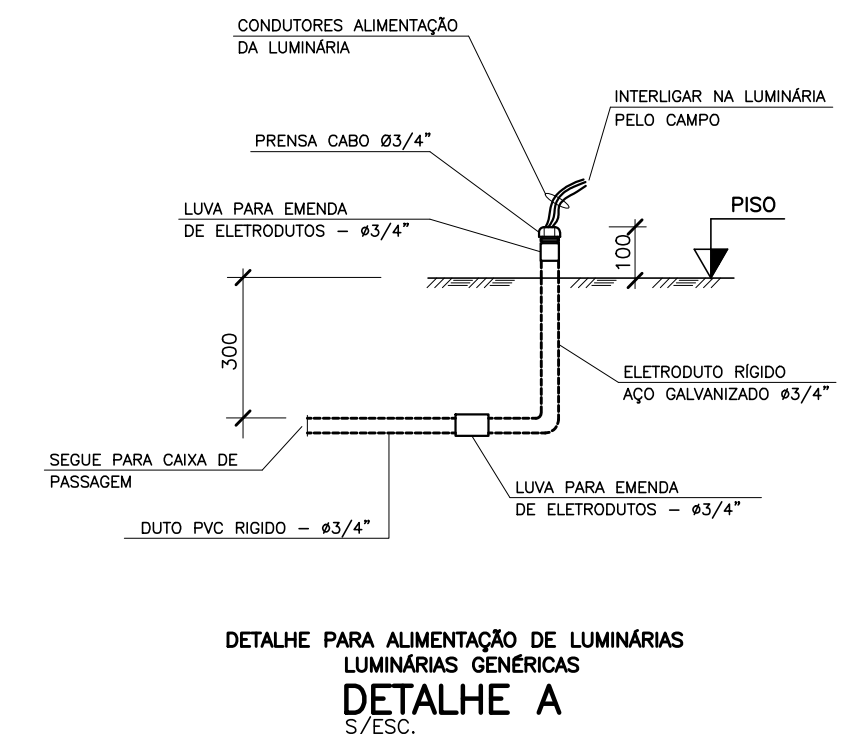 CONDUTORES ALIMENTAÇÃO
DA LUMINÁRIA
INTERLIGAR NA LUMINÁRIA
PELO CAMPO
PRENSA CABO Ø3/4"
LUVA PARA EMENDA
DE ELETRODUTOS – ø3/4"
PISO
100
300
ELETRODUTO RÍGIDO
AÇO GALVANIZADO ø3/4"
SEGUE PARA CAIXA DE
PASSAGEM
LUVA PARA EMENDA
DE ELETRODUTOS – ø3/4"
DUTO PVC RIGIDO – ø3/4"
DETALHE PARA ALIMENTAÇÃO DE LUMINÁRIAS
LUMINÁRIAS GENÉRICAS
DETALHE A
S/ESC.